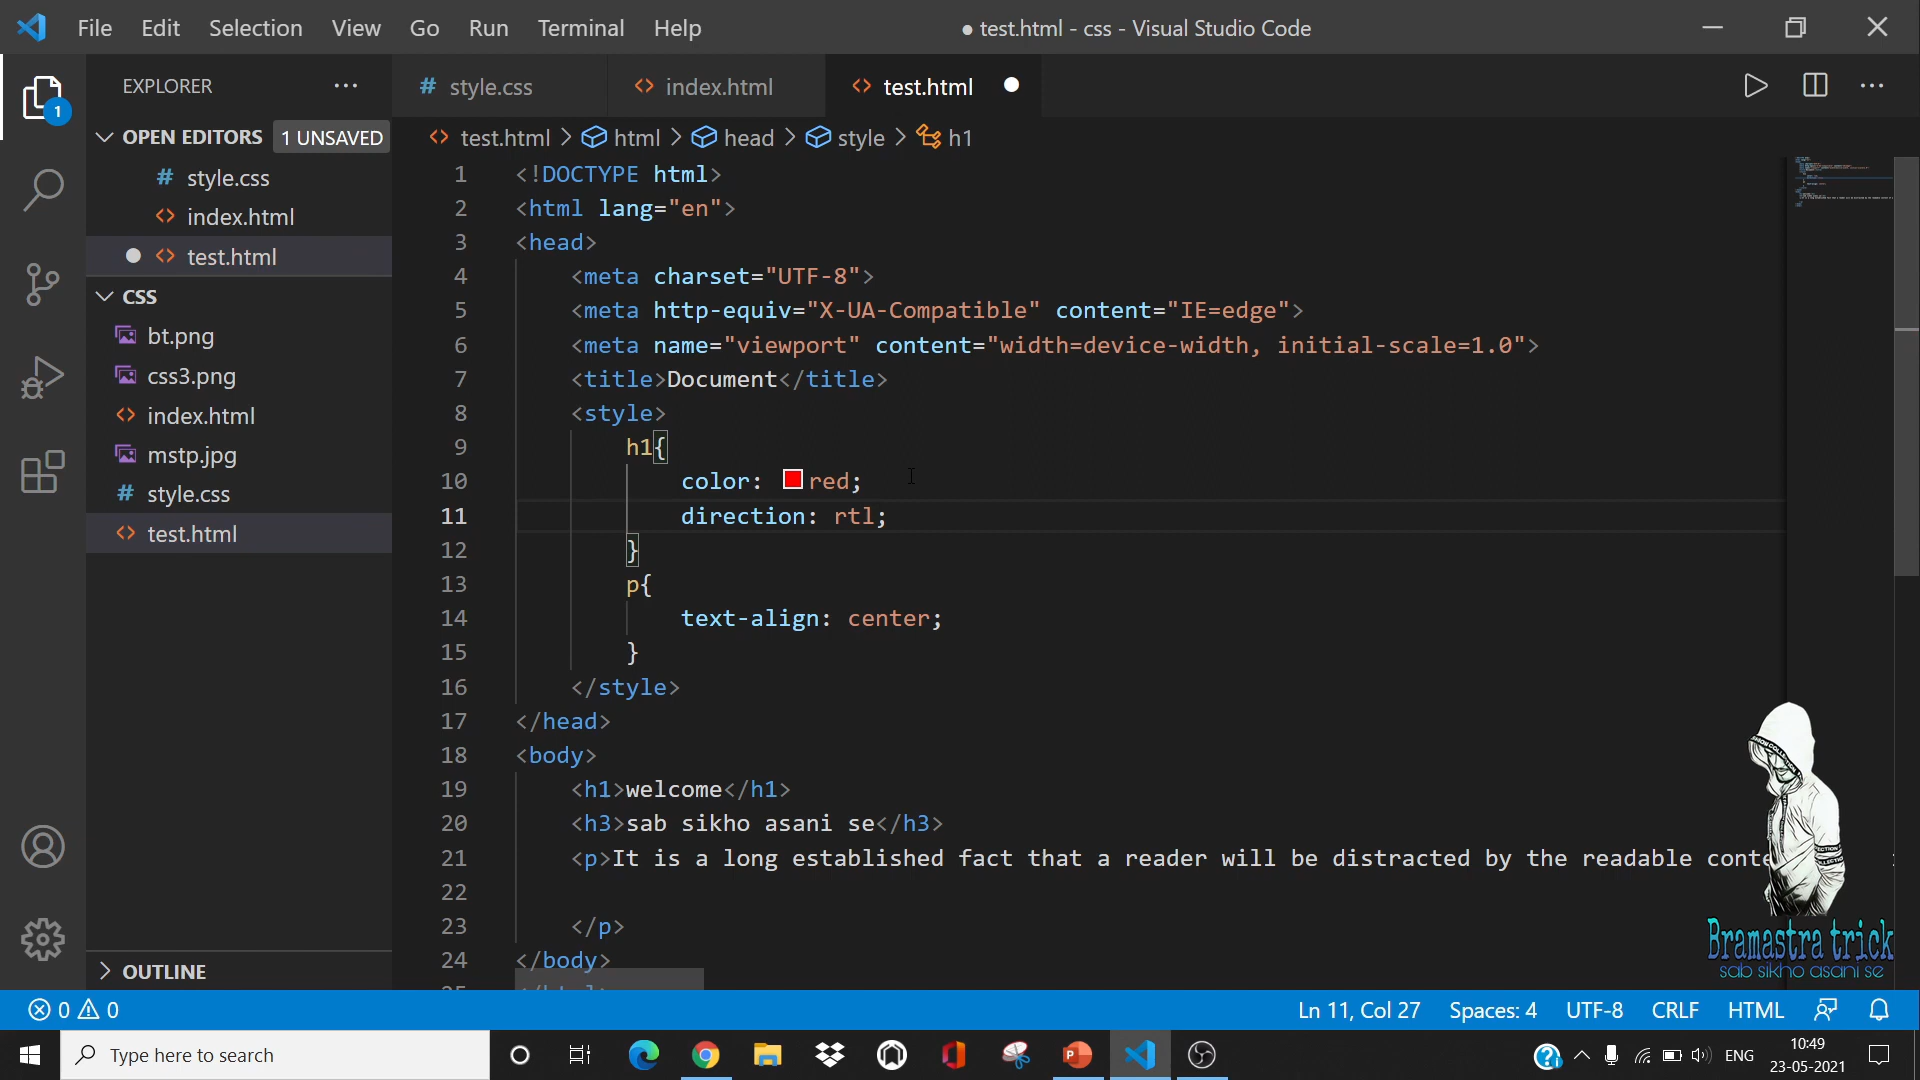 File Edit Selection View Go Run Terminal Help ● test.html - css - Visual Studio Code
EXPLORER ···
style.css index.html test.html
1
OPEN EDITORS 1 UNSAVED
test.html > html > head > style > h1
# style.css
index.html
test.html
CSS
bt.png
css3.png
index.html
mstp.jpg
# style.css
test.html
OUTLINE
1 <!DOCTYPE html>
2 <html lang="en">
3 <head>
4 <meta charset="UTF-8">
5 <meta http-equiv="X-UA-Compatible" content="IE=edge">
6 <meta name="viewport" content="width=device-width, initial-scale=1.0">
7 <title>Document</title>
8 <style>
9 h1{
10 color: red;
11 direction: rtl;
12 }
13 p{
14 text-align: center;
15 }
16 </style>
17 </head>
18 <body>
19 <h1>welcome</h1>
20 <h3>sab sikho asani se</h3>
21 <p>It is a long established fact that a reader will be distracted by the readable conte
22
23 </p>
24 </body>
Bramastra trick
sab sikho asani se
0 0 Ln 11, Col 27 Spaces: 4 UTF-8 CRLF HTML
Type here to search ENG 10:49
23-05-2021